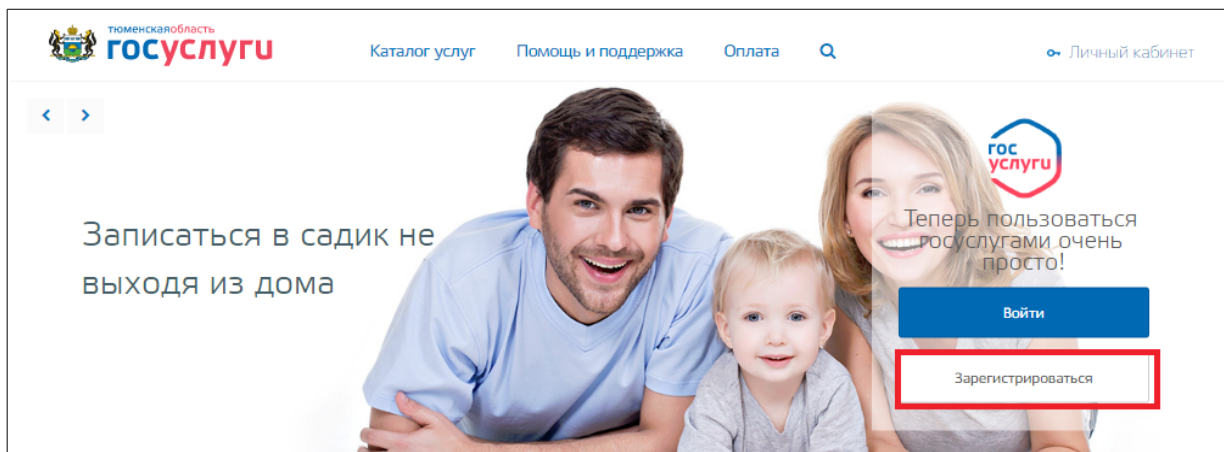 тюменскаяобласть
госуслуги
Каталог услуг Помощь и поддержка Оплата Личный кабинет
Записаться в садик не
выходя из дома
гос
услуги
Теперь пользоваться
госуслугами очень
просто!
Войти
Зарегистрироваться